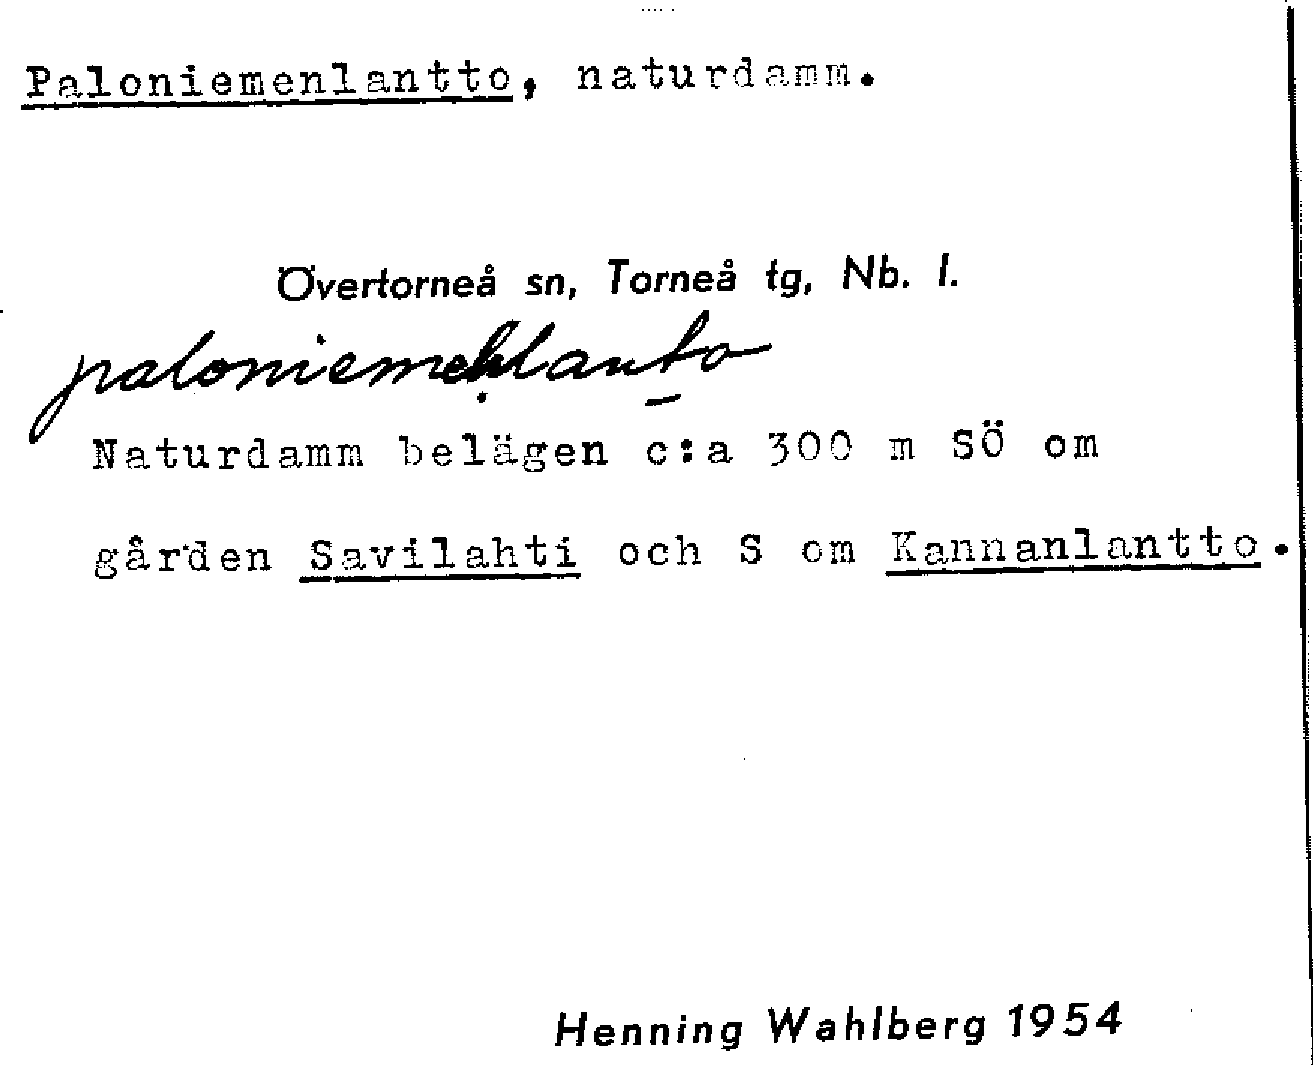 Paloniemenlantto, naturdamm.
Övertorneå sn, Torneå tg, Nb. l.
paloniemenlanto
Naturdamm belägen c:a 300 m SÖ om
gården Savilahti och S om Kannanlantto.
Henning Wahlberg 1954